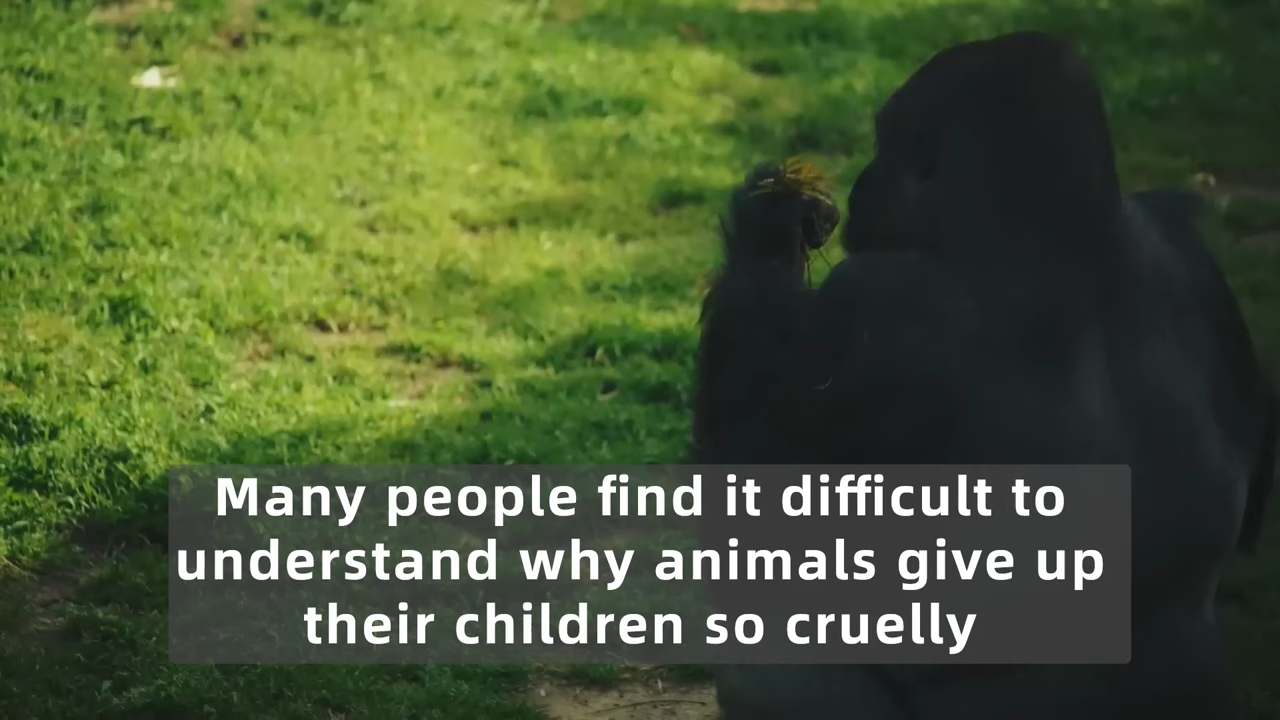 Many people find it difficult to
understand why animals give up
their children so cruelly